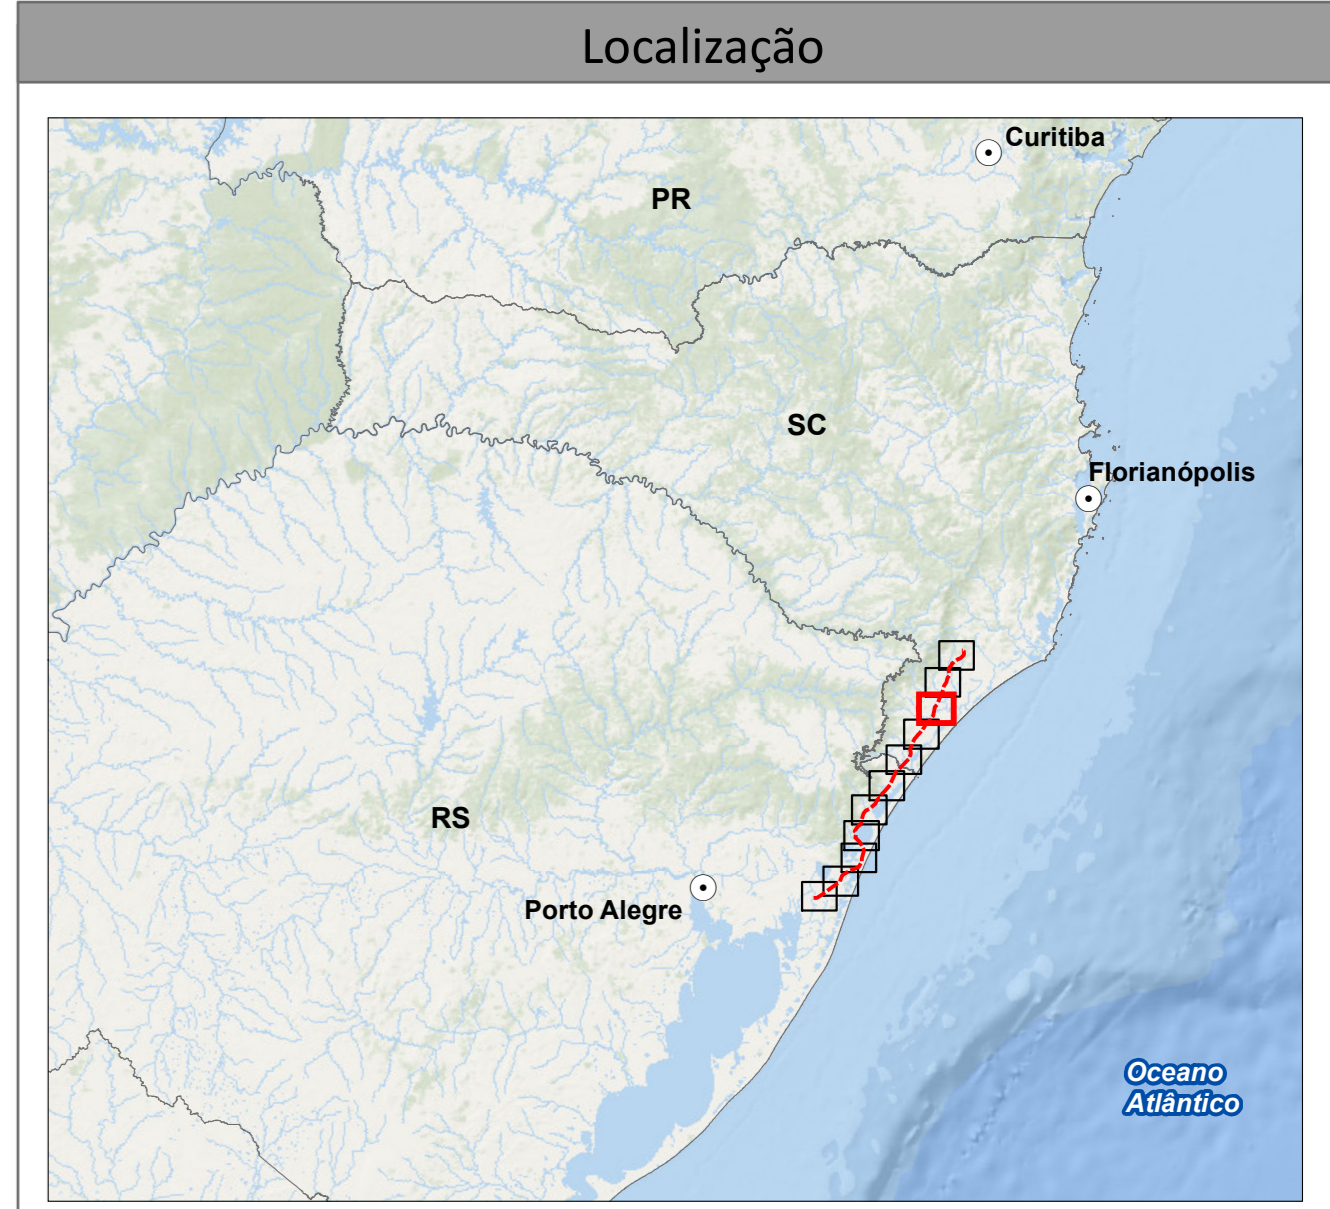 Localização
Curitiba
PR
SC
Florianópolis
RS
Porto Alegre
Oceano
Atlântico